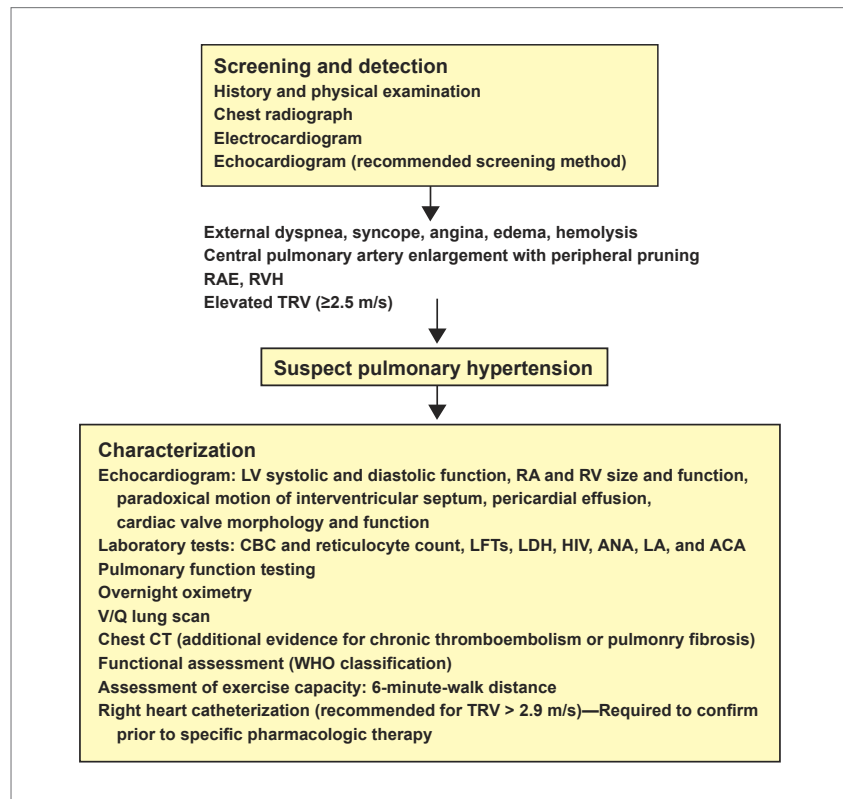 Screening and detection
History and physical examination
Chest radiograph
Electrocardiogram
Echocardiogram (recommended screening method)
External dyspnea, syncope, angina, edema, hemolysis
Central pulmonary artery enlargement with peripheral pruning
RAE, RVH
Elevated TRV (≥2.5 m/s)
Suspect pulmonary hypertension
Characterization
Echocardiogram: LV systolic and diastolic function, RA and RV size and function,
paradoxical motion of interventricular septum, pericardial effusion,
cardiac valve morphology and function
Laboratory tests: CBC and reticulocyte count, LFTs, LDH, HIV, ANA, LA, and ACA
Pulmonary function testing
Overnight oximetry
V/Q lung scan
Chest CT (additional evidence for chronic thromboembolism or pulmonry fibrosis)
Functional assessment (WHO classification)
Assessment of exercise capacity: 6-minute-walk distance
Right heart catheterization (recommended for TRV > 2.9 m/s)—Required to confirm
prior to specific pharmacologic therapy